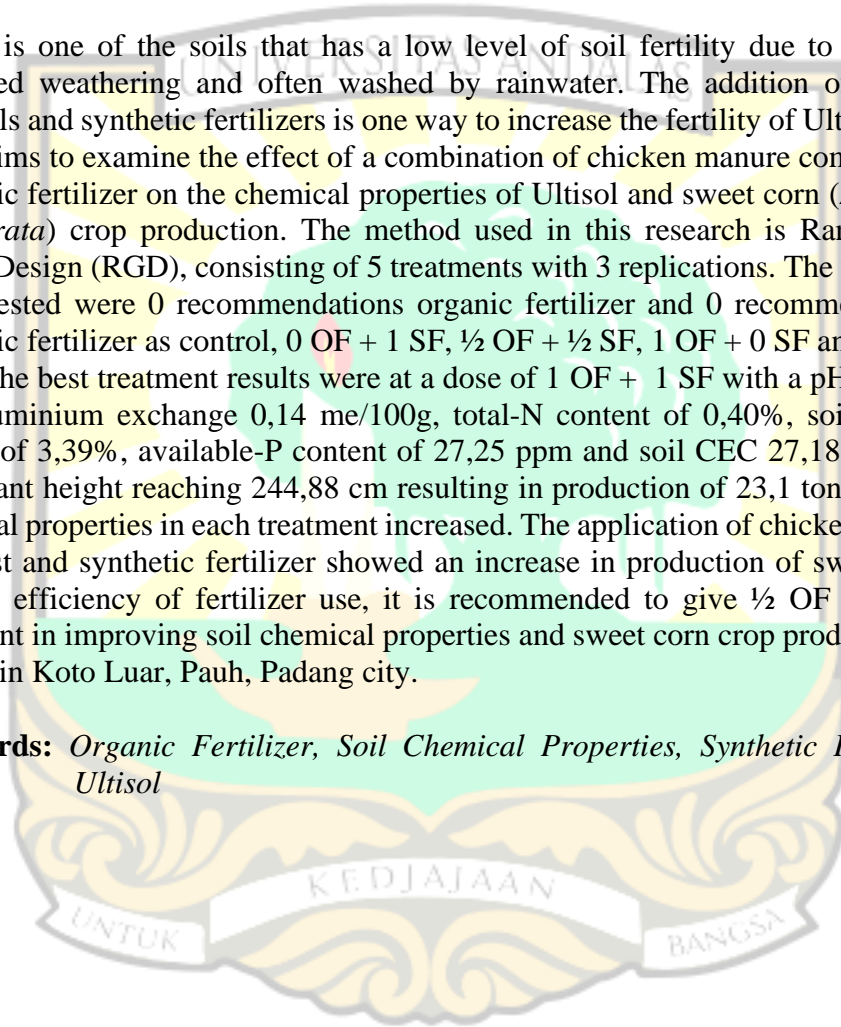 is one of the soils that has a low level of soil fertility due to
ed weathering and often washed by rainwater. The addition o
ls and synthetic fertilizers is one way to increase the fertility of Ult
ims to examine the effect of a combination of chicken manure com
ic fertilizer on the chemical properties of Ultisol and sweet corn (
rata) crop production. The method used in this research is Ran
Design (RGD), consisting of 5 treatments with 3 replications. The
ested were 0 recommendations organic fertilizer and 0 recomme
ic fertilizer as control, 0 OF + 1 SF, ½ OF + ½ SF, 1 OF + 0 SF an
he best treatment results were at a dose of 1 OF + 1 SF with a pH
uminium exchange 0,14 me/100g, total-N content of 0,40%, soi
of 3,39%, available-P content of 27,25 ppm and soil CEC 27,18
ant height reaching 244,88 cm resulting in production of 23,1 ton
al properties in each treatment increased. The application of chicke
st and synthetic fertilizer showed an increase in production of sw
efficiency of fertilizer use, it is recommended to give ½ OF
nt in improving soil chemical properties and sweet corn crop prod
in Koto Luar, Pauh, Padang city.
rds: Organic Fertilizer, Soil Chemical Properties, Synthetic
Ultisol
UNIVERSITAS ANDALAS
UNTUK KEDJAJAAN BANGSA